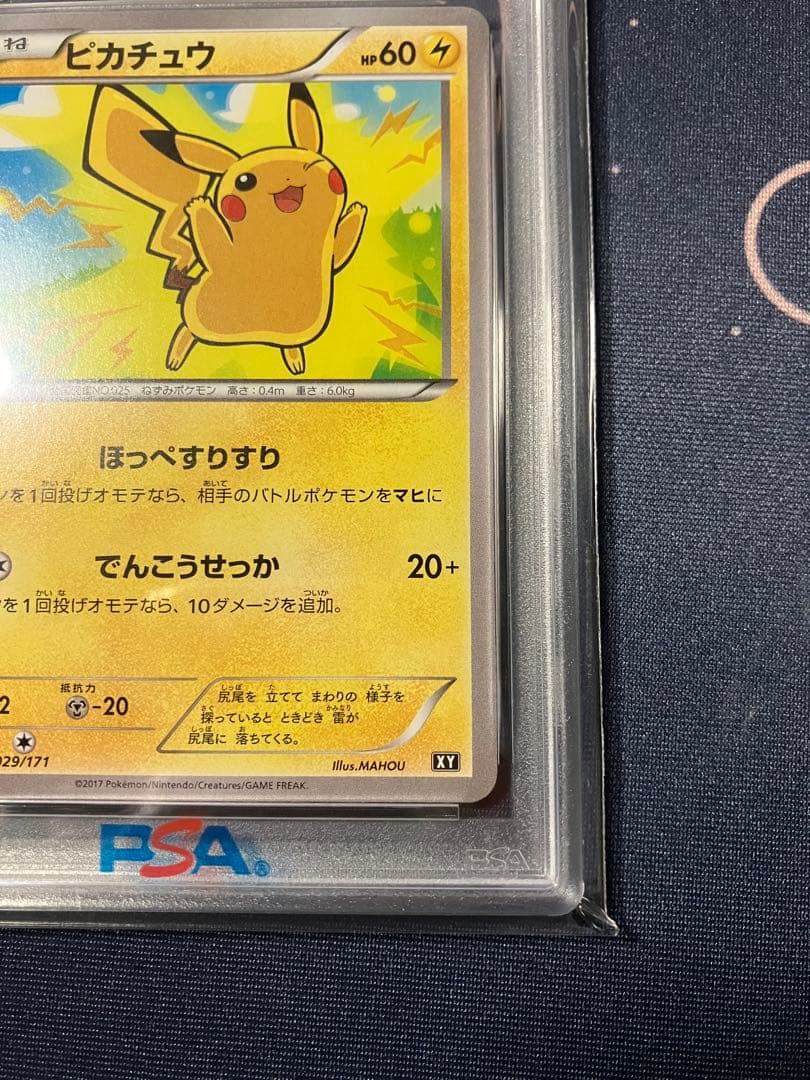 ね ピカチュウ HP60
NO.025 ねずみポケモン 高さ：0.4m 重さ：6.0kg
ほっぺすりすり
を1回投げオモテなら、相手のバトルポケモンをマヒに
でんこうせっか 20+
を1回投げオモテなら、10ダメージを追加。
2 抵抗力 -20
尻尾を 立てて まわりの 様子を
探っていると ときどき 雷が
尻尾に 落ちてくる。
029/171
Illus.MAHOU XY
©2017 Pokémon/Nintendo/Creatures/GAME FREAK.
PSA®
PSA